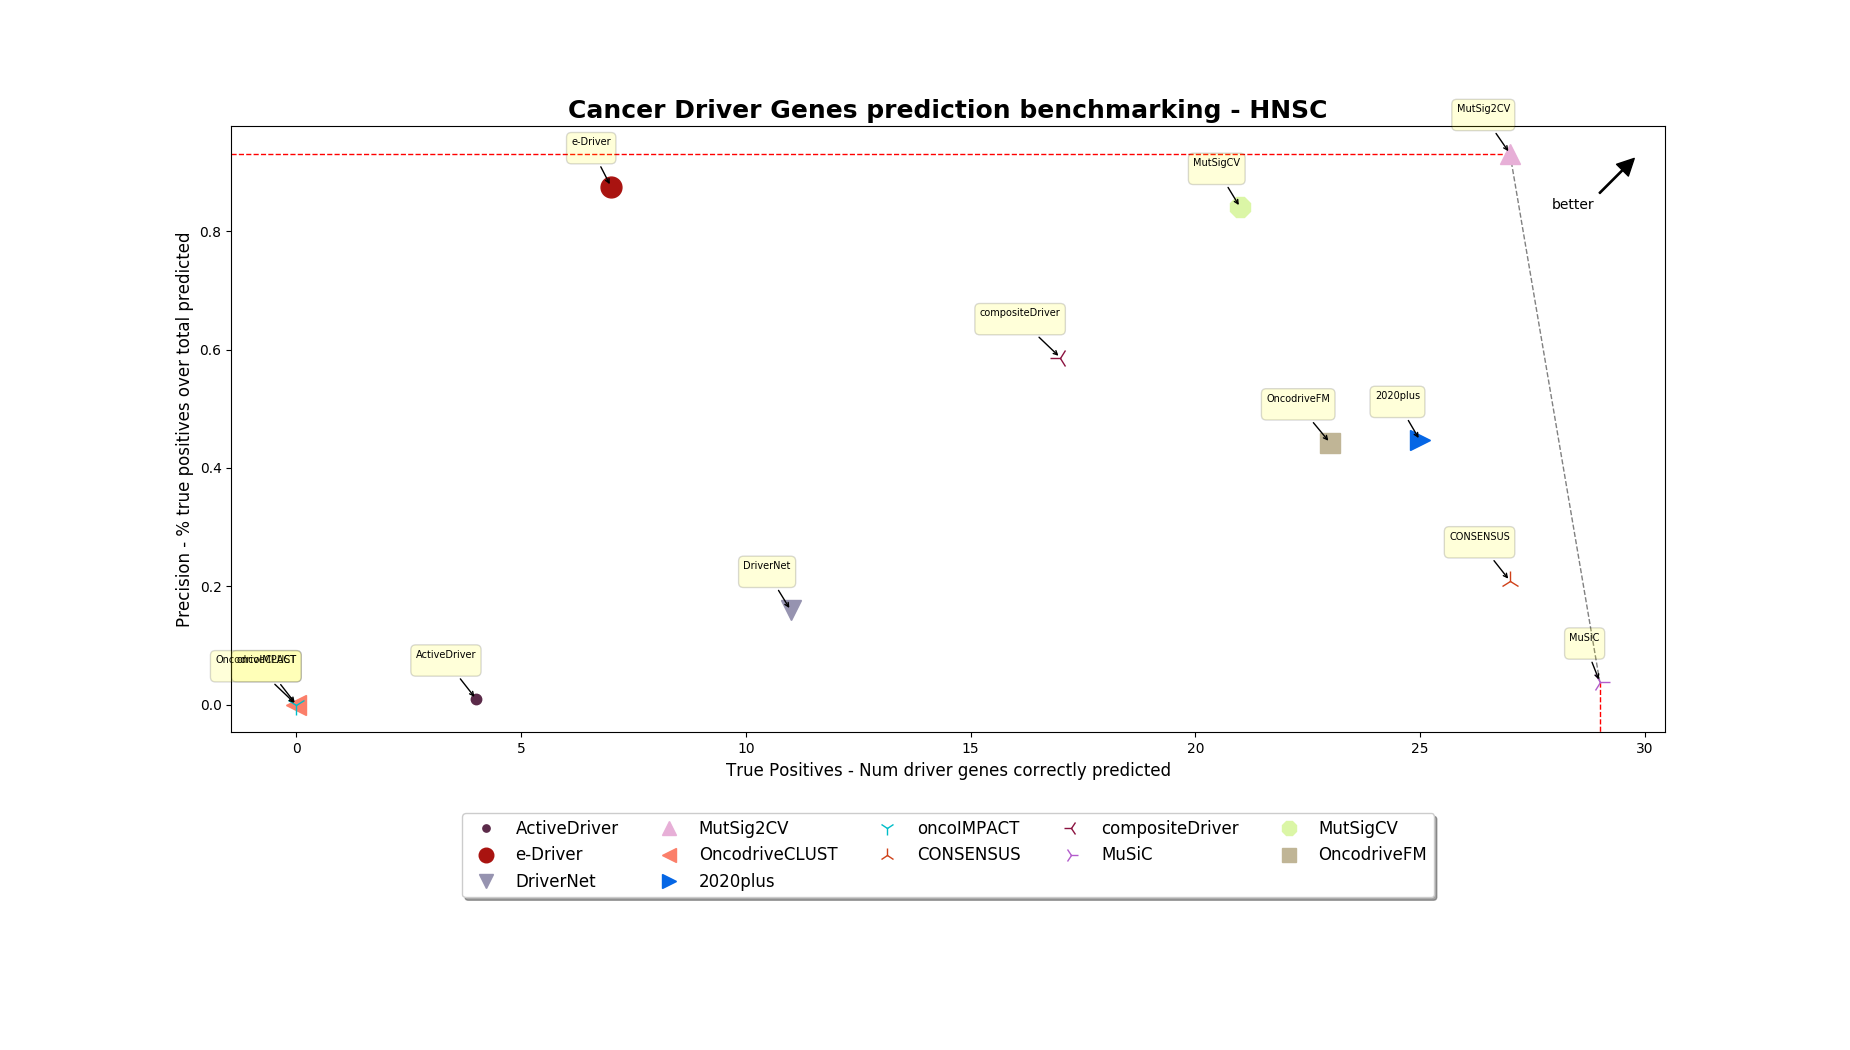 Cancer Driver Genes prediction benchmarking - HNSC
MutSig2CV
e-Driver
MutSigCV
better
compositeDriver
OncodriveFM
2020plus
CONSENSUS
DriverNet
MuSiC
ActiveDriver
OncodriveCLUST
oncoIMPACT
Precision - % true positives over total predicted
0.8
0.6
0.4
0.2
0.0
0 5 10 15 20 25 30
True Positives - Num driver genes correctly predicted
ActiveDriver MutSig2CV oncoIMPACT compositeDriver MutSigCV
e-Driver OncodriveCLUST CONSENSUS MuSiC OncodriveFM
DriverNet 2020plus